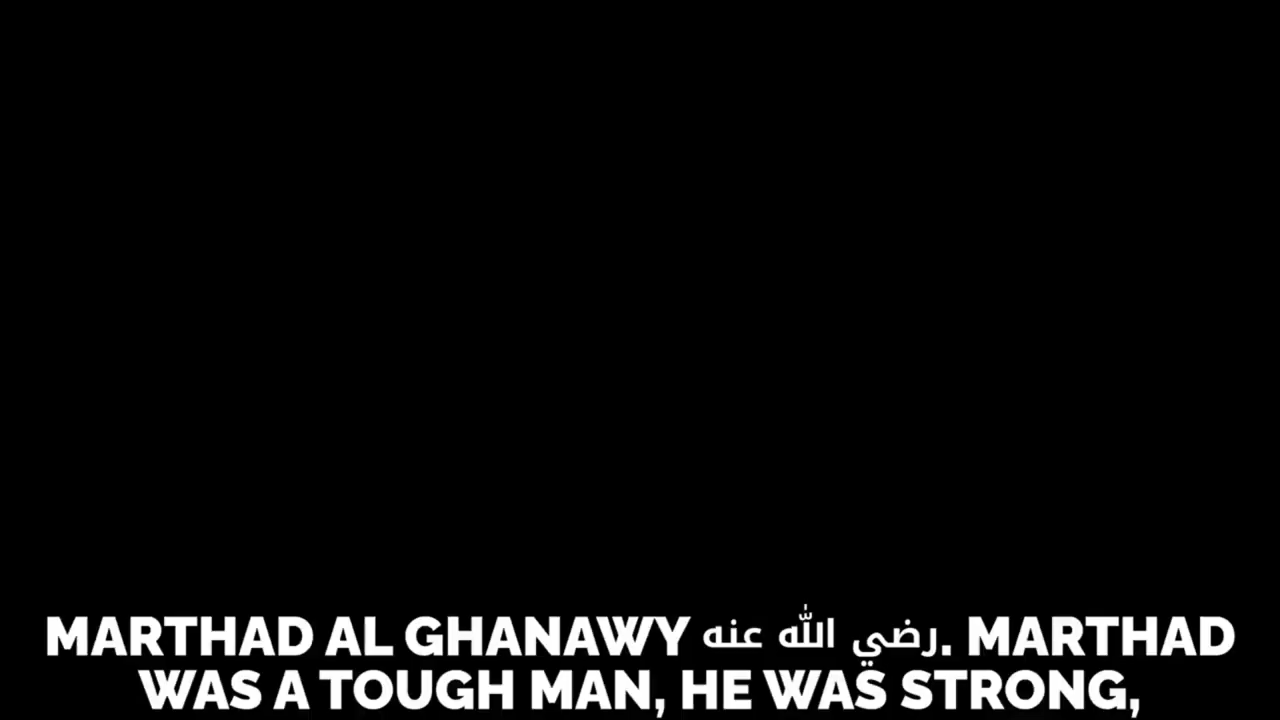 MARTHAD AL GHANAWY رضي الله عنه. MARTHAD
WAS A TOUGH MAN, HE WAS STRONG,